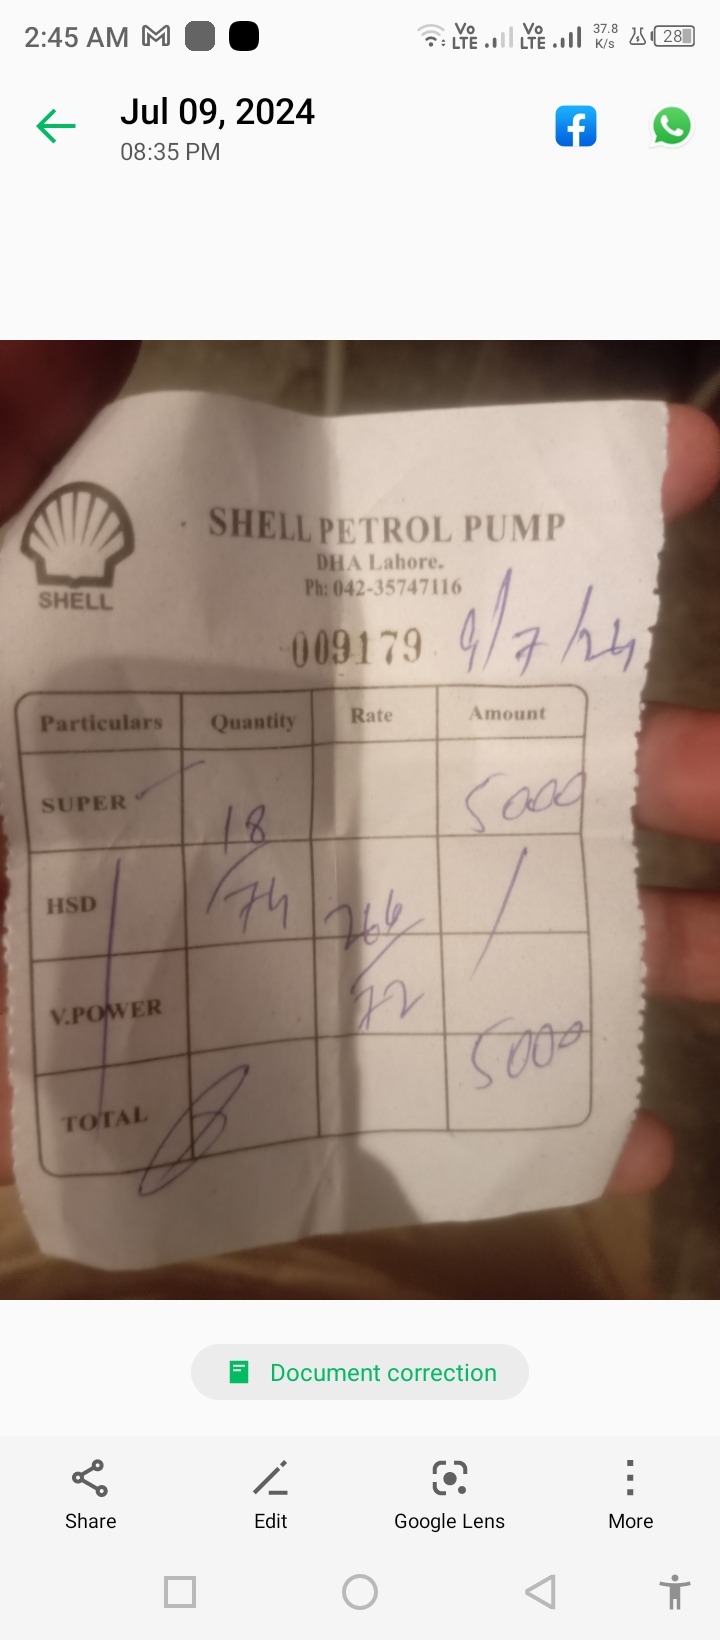 2:45 AM Vo LTE Vo LTE 37.8 K/s 28
Jul 09, 2024
08:35 PM
SHELL PETROL PUMP
DHA Lahore.
SHELL
Ph: 042-35747116
009179 9/7/24
Particulars Quantity Rate Amount
SUPER 18/74 266/72 5000
HSD
V.POWER
TOTAL 5000
Document correction
Share Edit Google Lens More